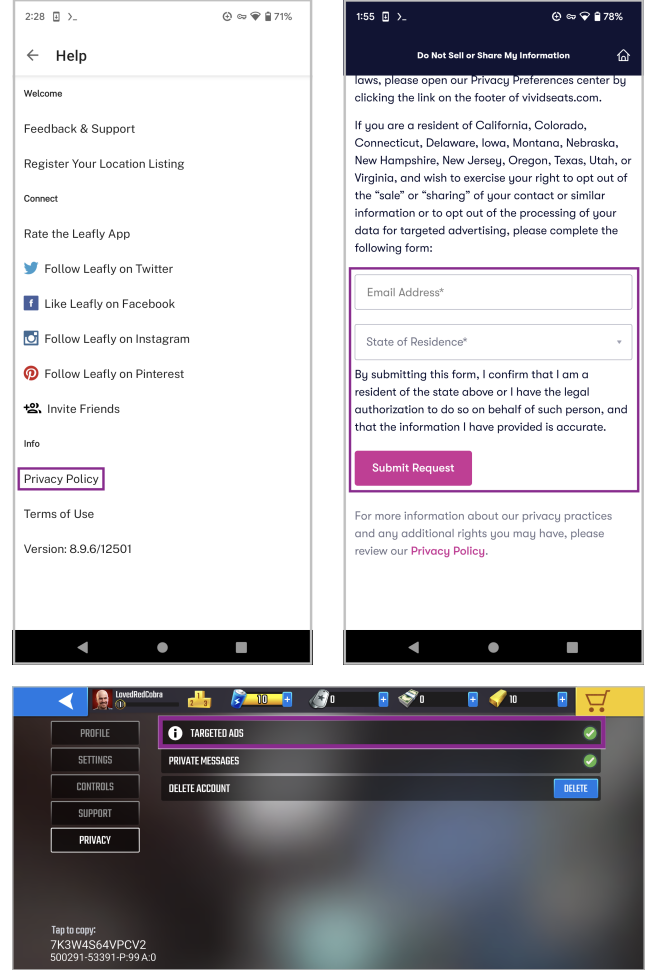 2:28
71%
Help
Welcome
Feedback & Support
Register Your Location Listing
Connect
Rate the Leafly App
Follow Leafly on Twitter
Like Leafly on Facebook
Follow Leafly on Instagram
Follow Leafly on Pinterest
Invite Friends
Info
Privacy Policy
Terms of Use
Version: 8.9.6/12501
1:55
78%
Do Not Sell or Share My Information
laws, please open our Privacy Preferences center by
clicking the link on the footer of vividseats.com.
If you are a resident of California, Colorado,
Connecticut, Delaware, Iowa, Montana, Nebraska,
New Hampshire, New Jersey, Oregon, Texas, Utah, or
Virginia, and wish to exercise your right to opt out of
the “sale” or “sharing” of your contact or similar
information or to opt out of the processing of your
data for targeted advertising, please complete the
following form:
Email Address*
State of Residence*
By submitting this form, I confirm that I am a
resident of the state above or I have the legal
authorization to do so on behalf of such person, and
that the information I have provided is accurate.
Submit Request
For more information about our privacy practices
and any additional rights you may have, please
review our Privacy Policy.
LovedRedCobra
1
1
2 3
10 +
0 +
0 +
10 +
PROFILE
SETTINGS
CONTROLS
SUPPORT
PRIVACY
TARGETED ADS
PRIVATE MESSAGES
DELETE ACCOUNT
DELETE
Tap to copy:
7K3W4S64VPCV2
500291-53391-P:99 A:0